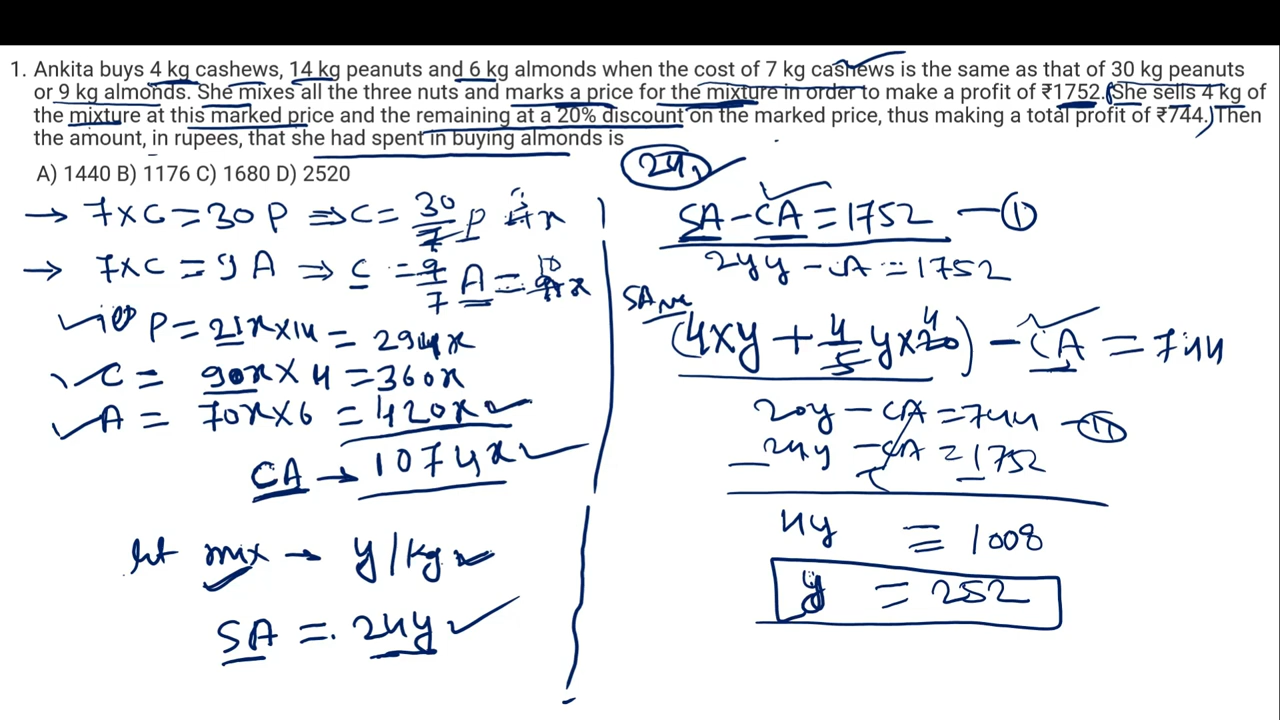 1. Ankita buys 4 kg cashews, 14 kg peanuts and 6 kg almonds when the cost of 7 kg cashews is the same as that of 30 kg peanuts
or 9 kg almonds. She mixes all the three nuts and marks a price for the mixture in order to make a profit of ₹1752. She sells 4 kg of
the mixture at this marked price and the remaining at a 20% discount on the marked price, thus making a total profit of ₹744. Then
the amount, in rupees, that she had spent in buying almonds is
24y
A) 1440 B) 1176 C) 1680 D) 2520
→ 7×C = 30 P ⇒ C = 30/7 P
→ 7×C = 9 A ⇒ C = 9/7 A =
P = 21x×14 = 294x
C = 90x×4 = 360x
A = 70x×6 = 420x
CA → 1074x
let mix → y/kg
SA = 24y
SA - CA = 1752 — ①
24y - CA = 1752
SA
(4×y + 4/5 y×20) - CA = 744
4
20y - CA = 744 — ②
24y - CA = 1752
4y = 1008
y = 252